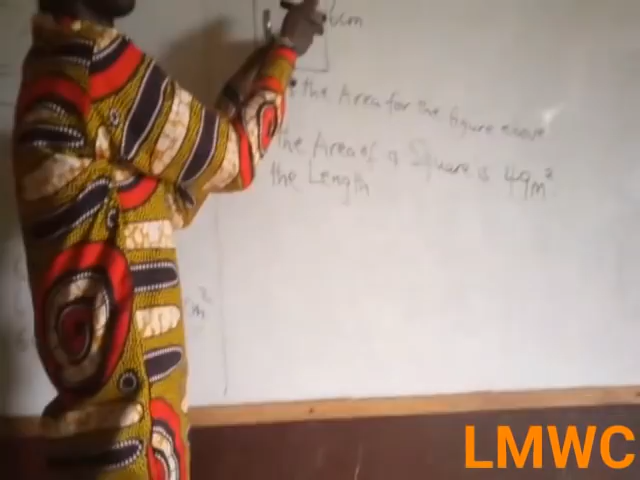 6cm
the Area for the figure above
the Area of a Square is 49m²
the Length
m²
LMWC